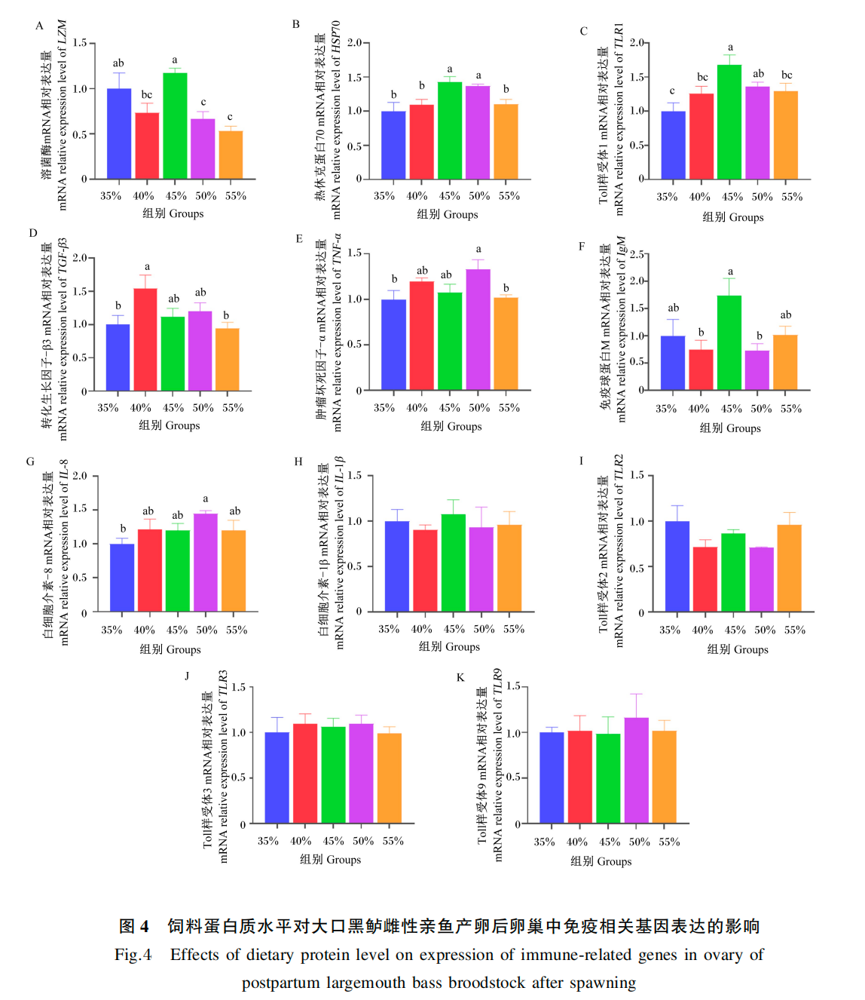 A
溶菌酶mRNA相对表达量
mRNA relative expression level of LZM
1.5
1.0
0.5
0
ab
bc
a
c
c
35% 40% 45% 50% 55%
组别 Groups
B
热休克蛋白70 mRNA相对表达量
mRNA relative expression level of HSP70
2.0
1.5
1.0
0.5
0
b
b
a
a
b
35% 40% 45% 50% 55%
组别 Groups
C
Toll样受体1 mRNA相对表达量
mRNA relative expression level of TLR1
2.0
1.5
1.0
0.5
0
c
bc
a
ab
bc
35% 40% 45% 50% 55%
组别 Groups
D
转化生长因子-β3 mRNA相对表达量
mRNA relative expression level of TGF-β3
2.0
1.5
1.0
0.5
0
b
a
ab
ab
b
35% 40% 45% 50% 55%
组别 Groups
E
肿瘤坏死因子-α mRNA相对表达量
mRNA relative expression level of TNF-α
1.5
1.0
0.5
0
b
ab
ab
a
b
35% 40% 45% 50% 55%
组别 Groups
F
免疫球蛋白M mRNA相对表达量
mRNA relative expression level of IgM
2.5
2.0
1.5
1.0
0.5
0
ab
b
a
b
ab
35% 40% 45% 50% 55%
组别 Groups
G
白细胞介素-8 mRNA相对表达量
mRNA relative expression level of IL-8
2.0
1.5
1.0
0.5
0
b
ab
ab
a
ab
35% 40% 45% 50% 55%
组别 Groups
H
白细胞介素-1β mRNA相对表达量
mRNA relative expression level of IL-1β
1.5
1.0
0.5
0
35% 40% 45% 50% 55%
组别 Groups
I
Toll样受体2 mRNA相对表达量
mRNA relative expression level of TLR2
1.5
1.0
0.5
0
35% 40% 45% 50% 55%
组别 Groups
J
Toll样受体3 mRNA相对表达量
mRNA relative expression level of TLR3
1.5
1.0
0.5
0
35% 40% 45% 50% 55%
组别 Groups
K
Toll样受体9 mRNA相对表达量
mRNA relative expression level of TLR9
1.5
1.0
0.5
0
35% 40% 45% 50% 55%
组别 Groups
图 4 饲料蛋白质水平对大口黑鲈雌性亲鱼产卵后卵巢中免疫相关基因表达的影响
Fig.4 Effects of dietary protein level on expression of immune-related genes in ovary of
postpartum largemouth bass broodstock after spawning